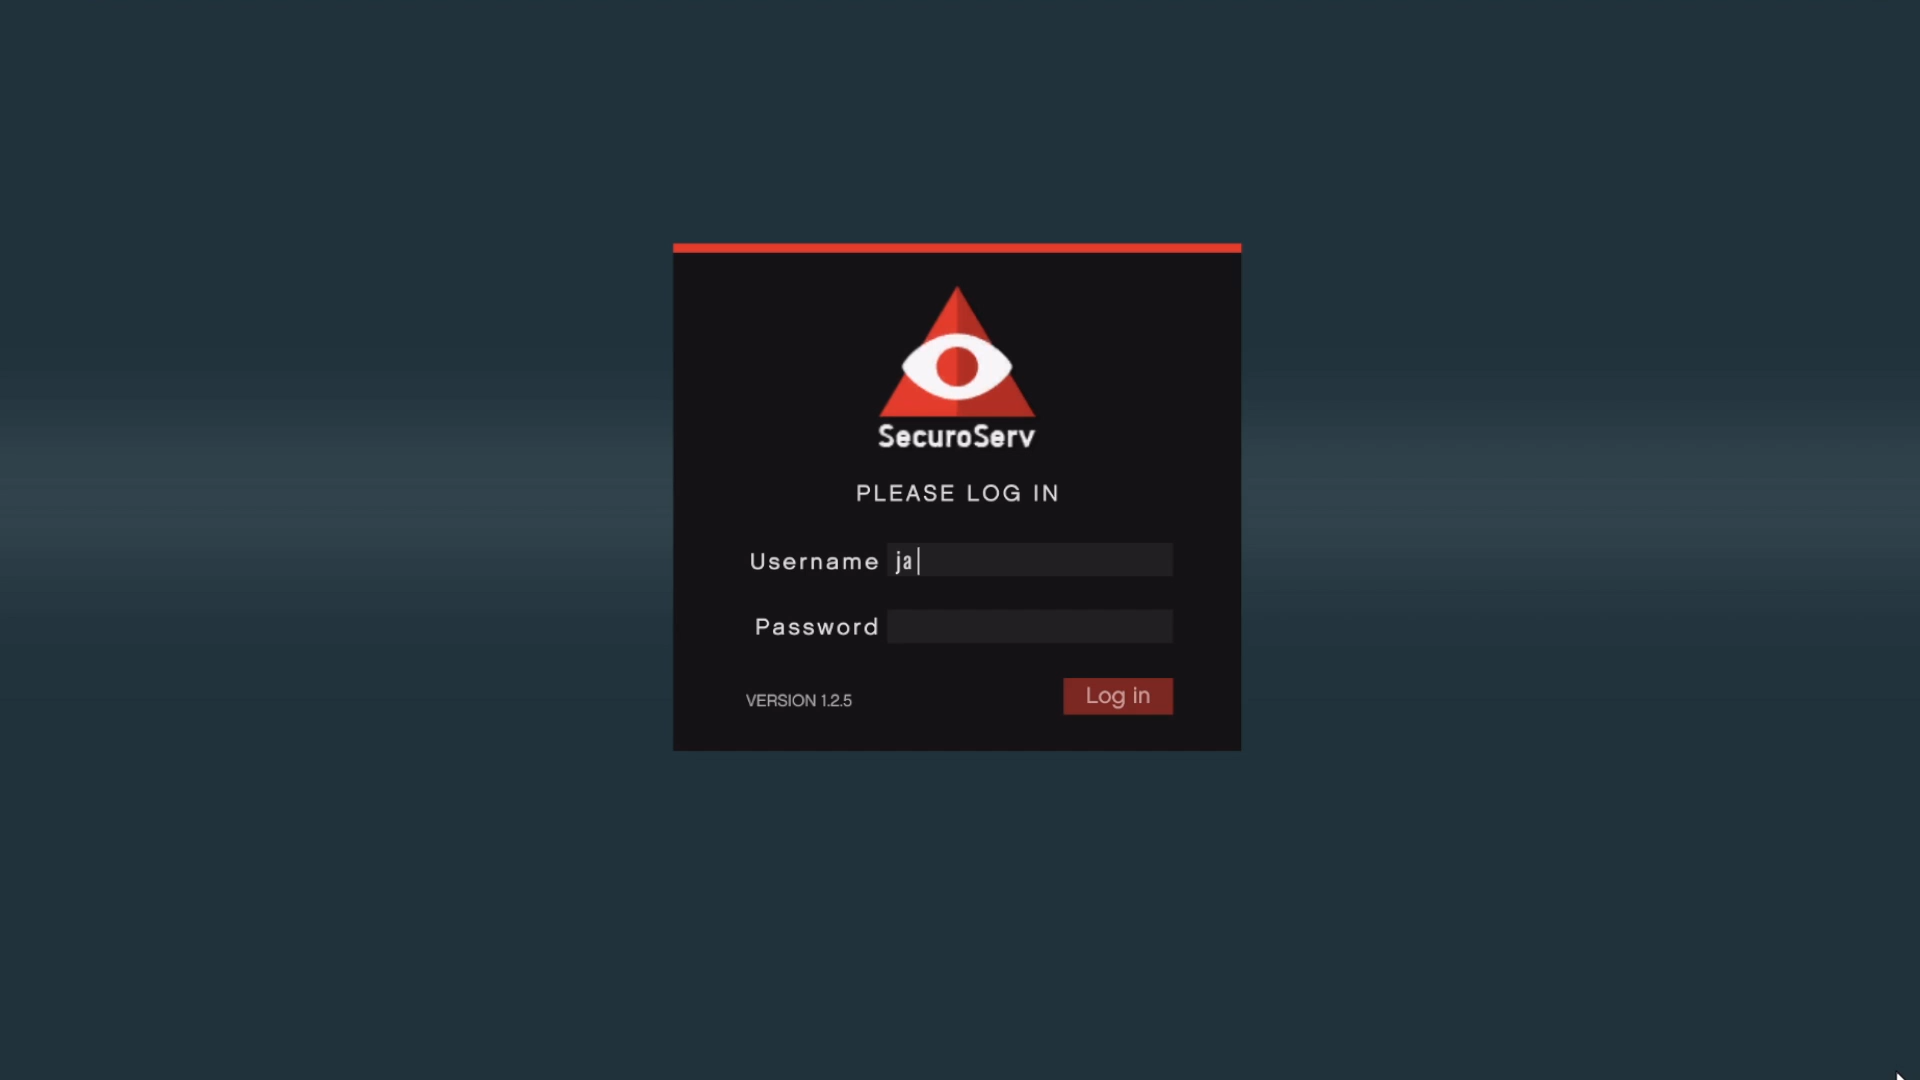 SecuroServ
PLEASE LOG IN
Username ja
Password
VERSION 1.2.5 Log in